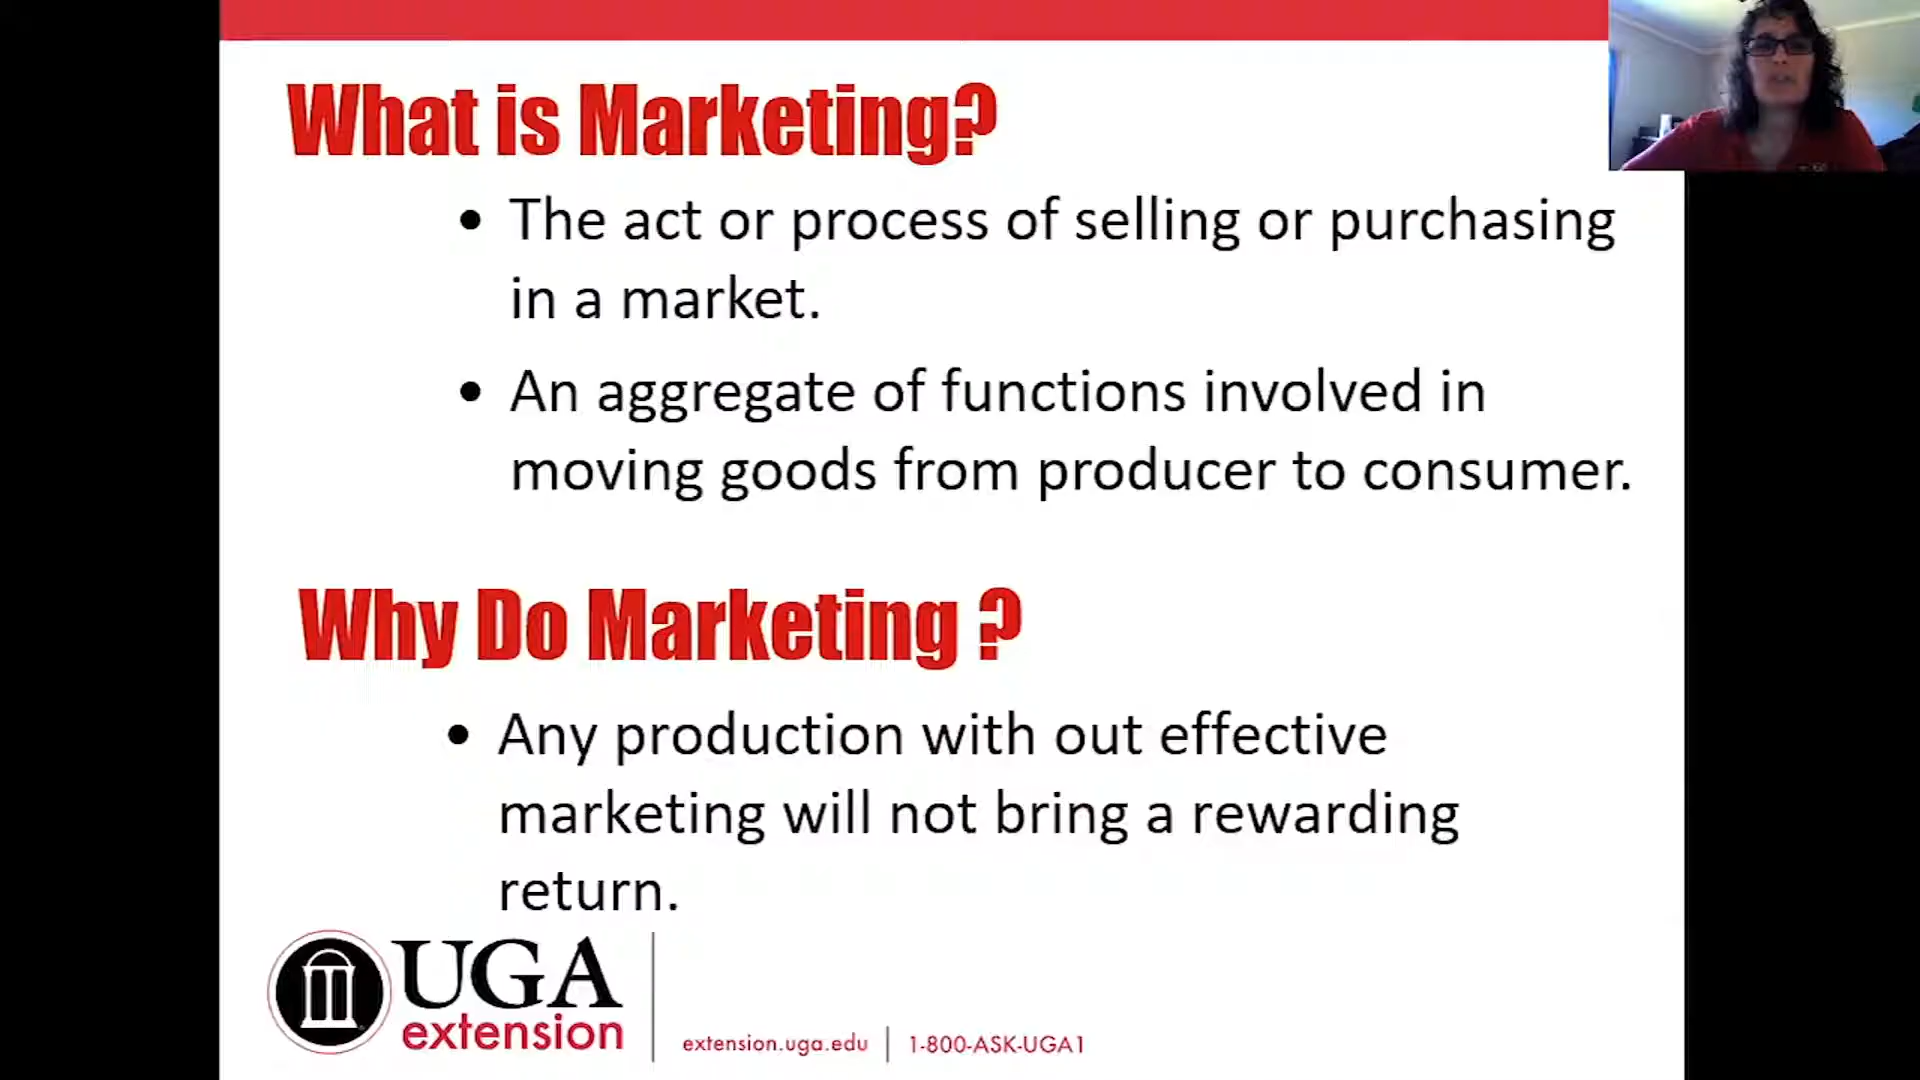 What is Marketing?
• The act or process of selling or purchasing
in a market.
• An aggregate of functions involved in
moving goods from producer to consumer.
Why Do Marketing ?
• Any production with out effective
marketing will not bring a rewarding
return.
UGA
extension
extension.uga.edu | 1-800-ASK-UGA1